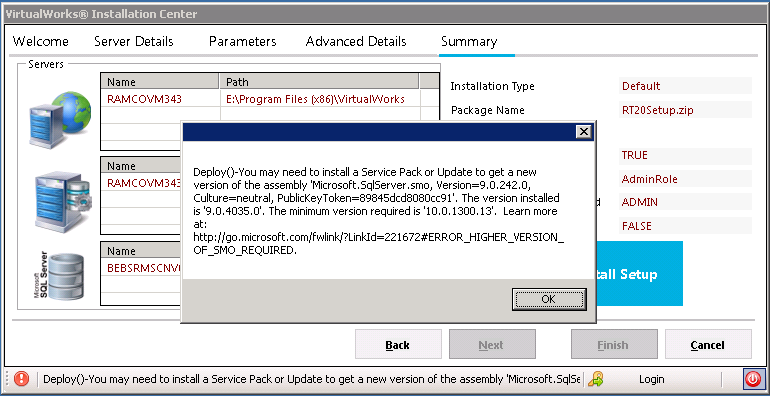 VirtualWorks® Installation Center
Welcome Server Details Parameters Advanced Details Summary
Servers
Name Path
RAMCOVM343 E:\Program Files (x86)\VirtualWorks
Installation Type Default
Package Name RT20Setup.zip
Name
RAMCOVM343
TRUE
AdminRole
d ADMIN
FALSE
Microsoft
SQL Server
Name
BEBSRMSCNV
Deploy()-You may need to install a Service Pack or Update to get a new
version of the assembly 'Microsoft.SqlServer.smo, Version=9.0.242.0,
Culture=neutral, PublicKeyToken=89845dcd8080cc91'. The version installed
is '9.0.4035.0'. The minimum version required is '10.0.1300.13'. Learn more
at:
http://go.microsoft.com/fwlink/?LinkId=221672#ERROR_HIGHER_VERSION_
OF_SMO_REQUIRED.
OK
tall Setup
Back Next Finish Cancel
Deploy()-You may need to install a Service Pack or Update to get a new version of the assembly 'Microsoft.SqlSe Login